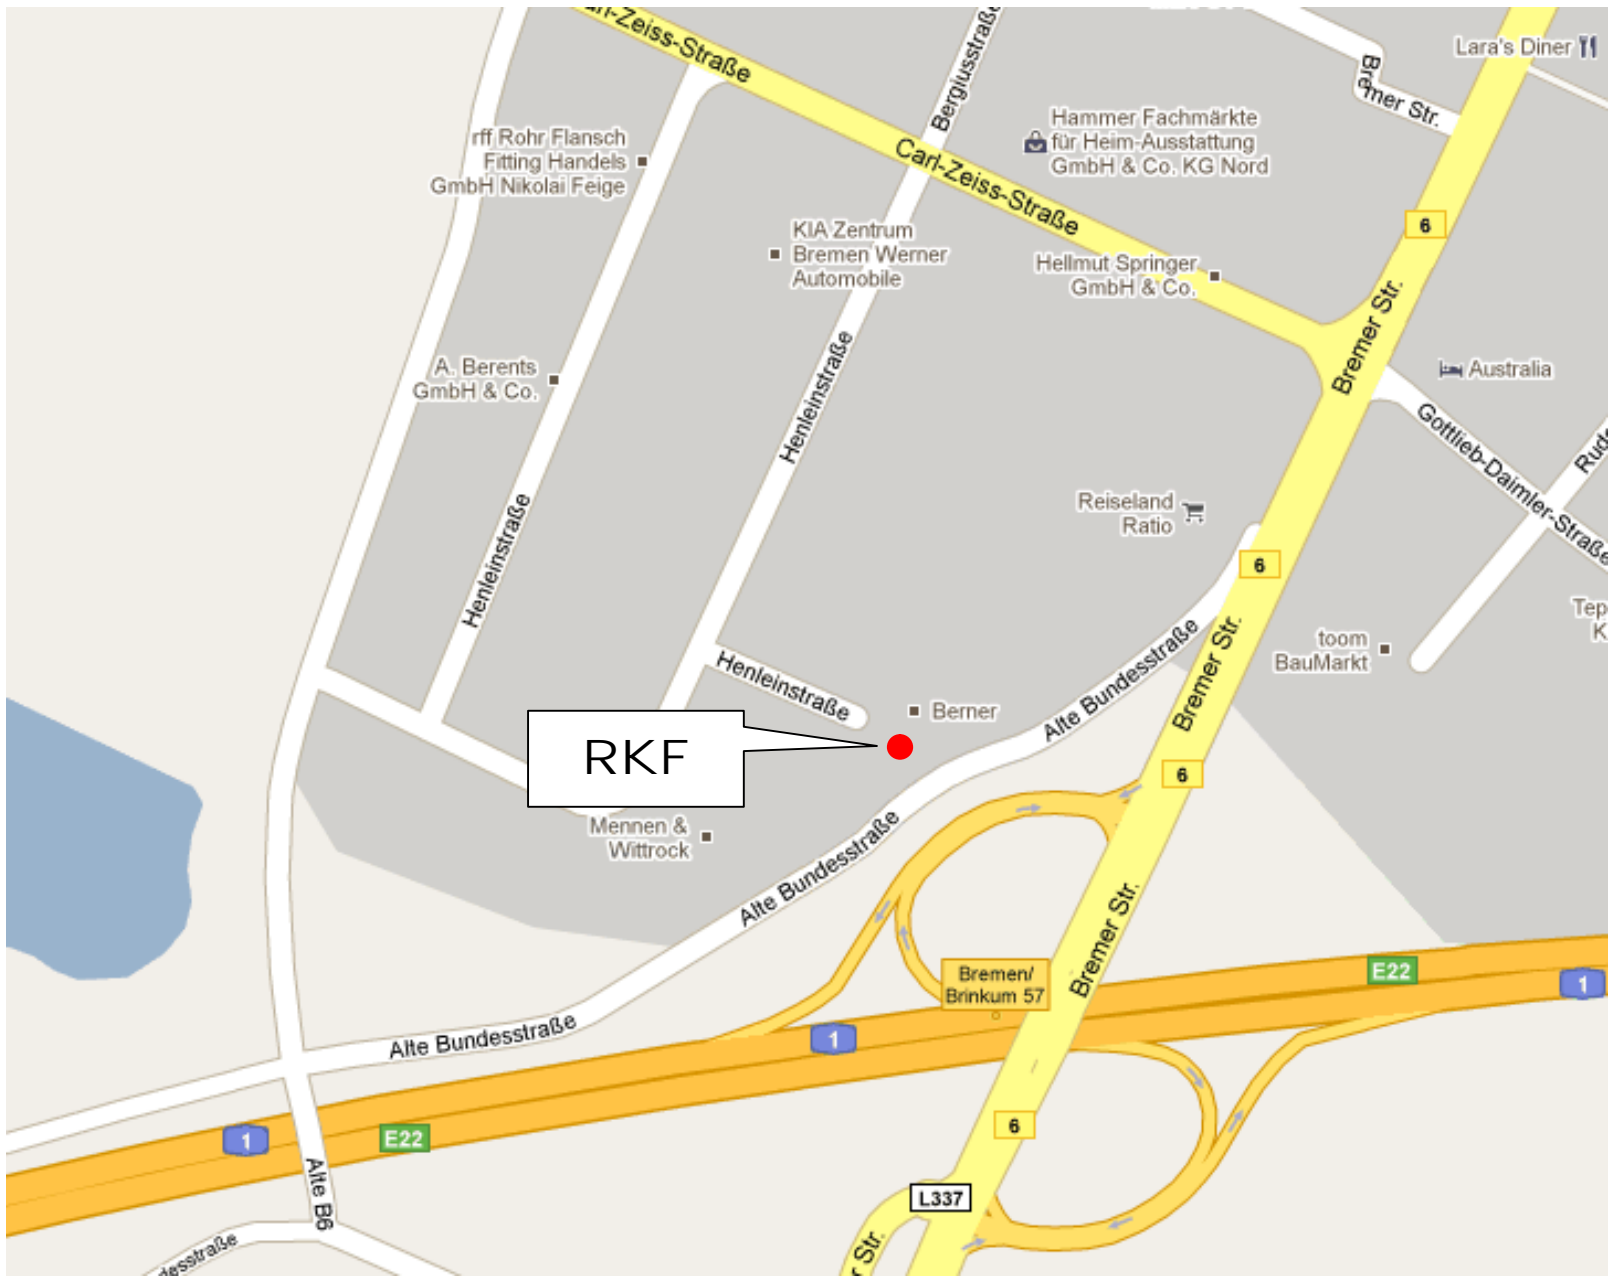 Carl-Zeiss-Straße
Bergiusstraße
Bremer Str.
Lara's Diner
rff Rohr Flansch
Fitting Handels
GmbH Nikolai Feige
Hammer Fachmärkte
für Heim-Ausstattung
GmbH & Co. KG Nord
Carl-Zeiss-Straße
6
KIA Zentrum
Bremen Werner
Automobile
Hellmut Springer
GmbH & Co.
Bremer Str.
A. Berents
GmbH & Co.
Henleinstraße
Australia
Gottlieb-Daimler-Straße
Reiseland
Ratio
Henleinstraße
6
toom
BauMarkt
Henleinstraße
Berner
Alte Bundesstraße
Bremer Str.
RKF
6
Mennen &
Wittrock
Alte Bundesstraße
Bremer Str.
Bremen/
Brinkum 57
E22
1
Alte Bundesstraße
1
1
E22
6
Alte B6
L337